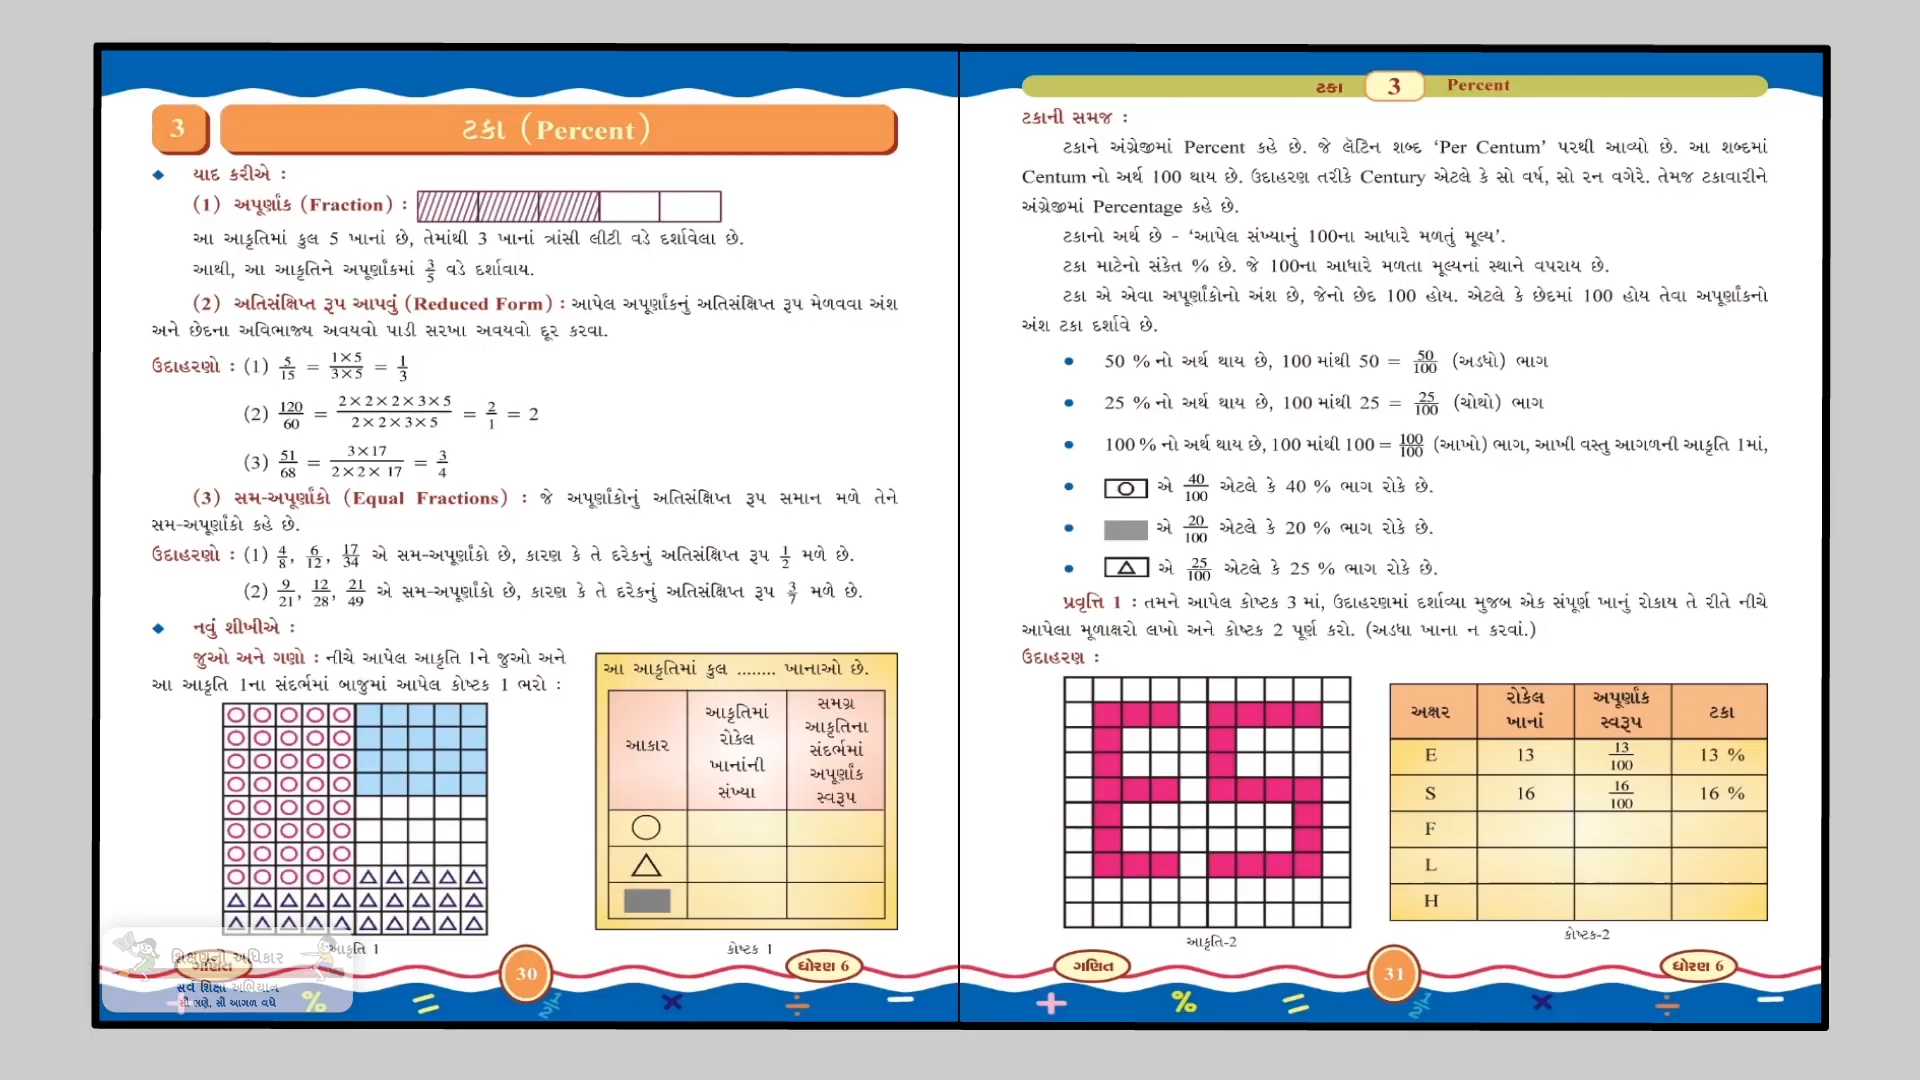 3
ટકા (Percent)
યાદ કરીએ :
(1) અપૂર્ણાંક (Fraction) :
આ આકૃતિમાં કુલ 5 ખાનાં છે, તેમાંથી 3 ખાનાં ત્રાંસી લીટી વડે દર્શાવેલા છે.
આથી, આ આકૃતિને અપૂર્ણાંકમાં 3/5 વડે દર્શાવાય.
(2) અતિસંક્ષિપ્ત રૂપ આપવું (Reduced Form) : આપેલ અપૂર્ણાંકનું અતિસંક્ષિપ્ત રૂપ મેળવવા અંશ
અને છેદના અવિભાજ્ય અવયવો પાડી સરખા અવયવો દૂર કરવા.
ઉદાહરણો : (1) 5/15 = 1×5/3×5 = 1/3
(2) 120/60 = 2×2×2×3×5/2×2×3×5 = 2/1 = 2
(3) 51/68 = 3×17/2×2×17 = 3/4
(3) સમ-અપૂર્ણાંકો (Equal Fractions) : જે અપૂર્ણાંકોનું અતિસંક્ષિપ્ત રૂપ સમાન મળે તેને
સમ-અપૂર્ણાંકો કહે છે.
ઉદાહરણો : (1) 4/8, 6/12, 17/34 એ સમ-અપૂર્ણાંકો છે, કારણ કે તે દરેકનું અતિસંક્ષિપ્ત રૂપ 1/2 મળે છે.
(2) 9/21, 12/28, 21/49 એ સમ-અપૂર્ણાંકો છે, કારણ કે તે દરેકનું અતિસંક્ષિપ્ત રૂપ 3/7 મળે છે.
નવું શીખીએ :
જુઓ અને ગણો : નીચે આપેલ આકૃતિ 1ને જુઓ અને
આ આકૃતિ 1ના સંદર્ભમાં બાજુમાં આપેલ કોષ્ટક 1 ભરો :
આકૃતિ 1
આ આકૃતિમાં કુલ ........ ખાનાઓ છે.
આકાર
આકૃતિમાં
રોકેલ
ખાનાંની
સંખ્યા
સમગ્ર
આકૃતિના
સંદર્ભમાં
અપૂર્ણાંક
સ્વરૂપ
કોષ્ટક 1
શિક્ષણનો અધિકાર
સર્વ શિક્ષા અભિયાન
સૌ ભણે, સૌ આગળ વધે
ગણિત
30
ધોરણ 6
% = 1/2 × ÷ −
ટકા 3 Percent
ટકાની સમજ :
ટકાને અંગ્રેજીમાં Percent કહે છે. જે લૅટિન શબ્દ ‘Per Centum’ પરથી આવ્યો છે. આ શબ્દમાં
Centum નો અર્થ 100 થાય છે. ઉદાહરણ તરીકે Century એટલે કે સો વર્ષ, સો રન વગેરે. તેમજ ટકાવારીને
અંગ્રેજીમાં Percentage કહે છે.
ટકાનો અર્થ છે - ‘આપેલ સંખ્યાનું 100ના આધારે મળતું મૂલ્ય’.
ટકા માટેનો સંકેત % છે. જે 100ના આધારે મળતા મૂલ્યનાં સ્થાને વપરાય છે.
ટકા એ એવા અપૂર્ણાંકોનો અંશ છે, જેનો છેદ 100 હોય. એટલે કે છેદમાં 100 હોય તેવા અપૂર્ણાંકનો
અંશ ટકા દર્શાવે છે.
50 % નો અર્થ થાય છે, 100 માંથી 50 = 50/100 (અડધો) ભાગ
25 % નો અર્થ થાય છે, 100 માંથી 25 = 25/100 (ચોથો) ભાગ
100 % નો અર્થ થાય છે, 100 માંથી 100 = 100/100 (આખો) ભાગ, આખી વસ્તુ આગળની આકૃતિ 1માં,
એ 40/100 એટલે કે 40 % ભાગ રોકે છે.
એ 20/100 એટલે કે 20 % ભાગ રોકે છે.
એ 25/100 એટલે કે 25 % ભાગ રોકે છે.
પ્રવૃત્તિ 1 : તમને આપેલ કોષ્ટક 3 માં, ઉદાહરણમાં દર્શાવ્યા મુજબ એક સંપૂર્ણ ખાનું રોકાય તે રીતે નીચે
આપેલા મૂળાક્ષરો લખો અને કોષ્ટક 2 પૂર્ણ કરો. (અડધા ખાના ન કરવાં.)
ઉદાહરણ :
આકૃતિ-2
અક્ષર રોકેલ ખાનાં અપૂર્ણાંક સ્વરૂપ ટકા
E 13 13/100 13 %
S 16 16/100 16 %
F
L
H
કોષ્ટક-2
ગણિત
31
ધોરણ 6
+ % = 1/2 × ÷ −